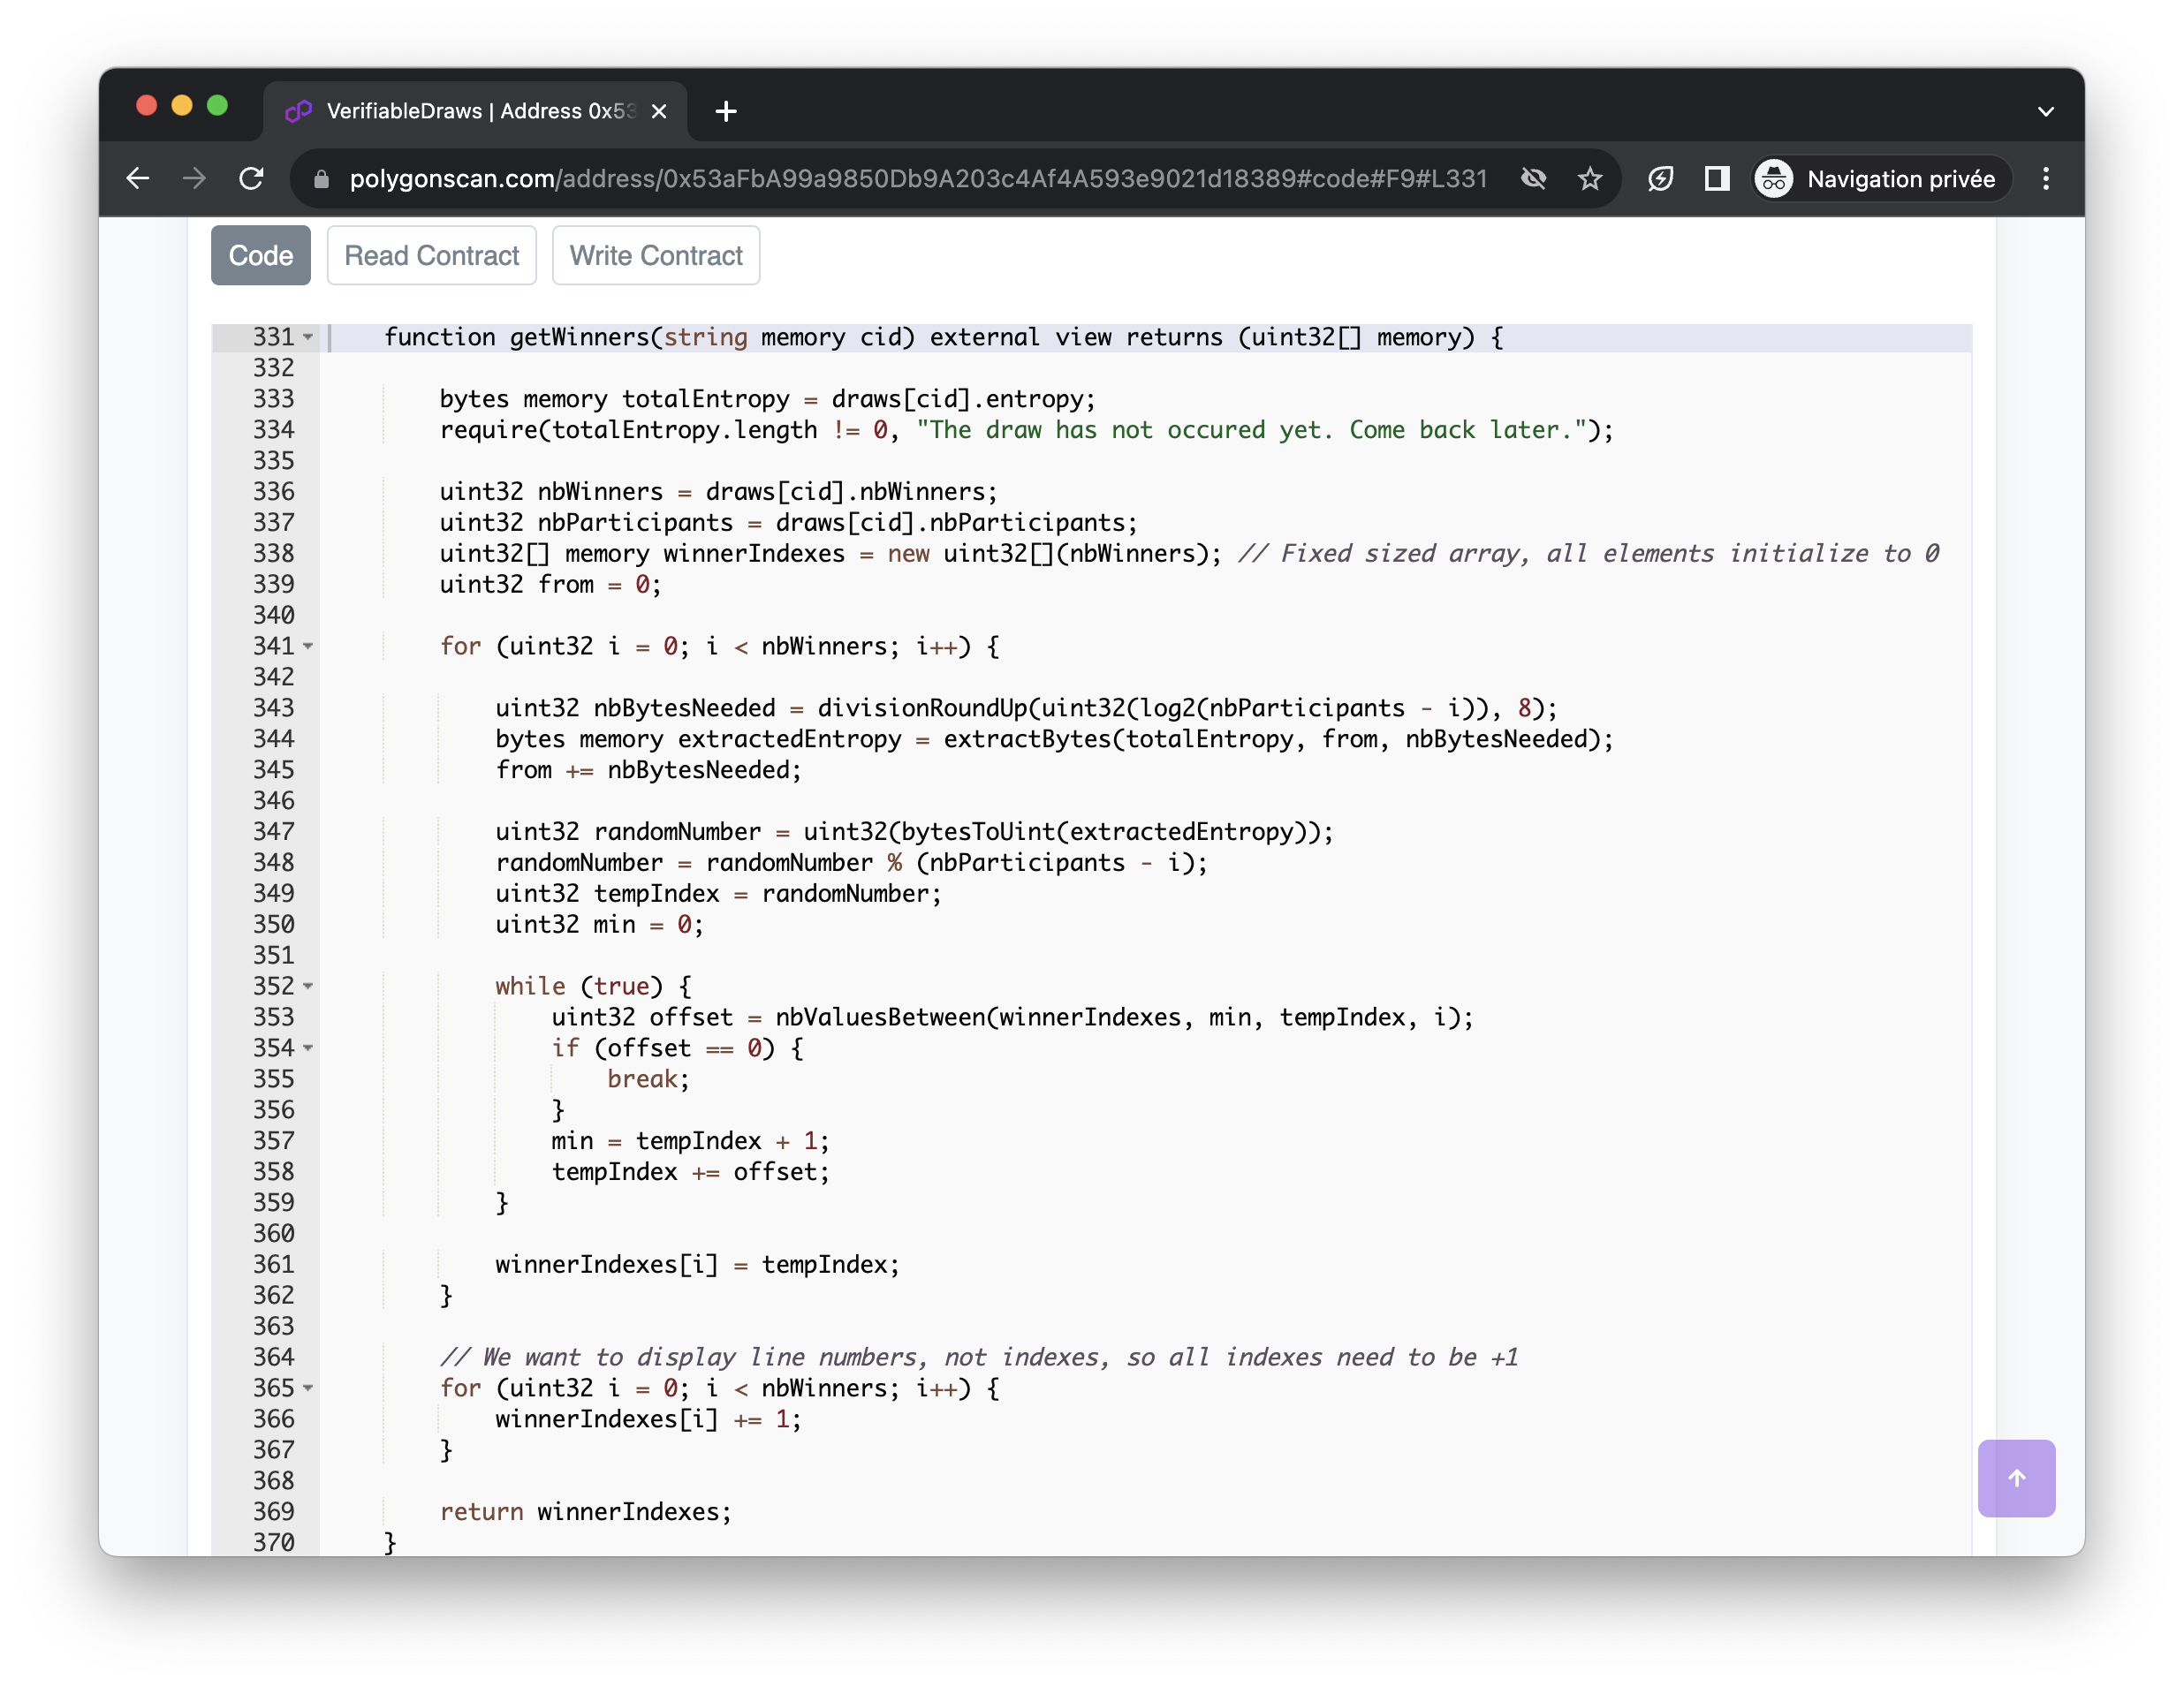 VerifiableDraws | Address 0x53
polygonscan.com/address/0x53aFbA99a9850Db9A203c4Af4A593e9021d18389#code#F9#L331
Navigation privée
Code Read Contract Write Contract
331 function getWinners(string memory cid) external view returns (uint32[] memory) {
332
333 bytes memory totalEntropy = draws[cid].entropy;
334 require(totalEntropy.length != 0, "The draw has not occured yet. Come back later.");
335
336 uint32 nbWinners = draws[cid].nbWinners;
337 uint32 nbParticipants = draws[cid].nbParticipants;
338 uint32[] memory winnerIndexes = new uint32[](nbWinners); // Fixed sized array, all elements initialize to 0
339 uint32 from = 0;
340
341 for (uint32 i = 0; i < nbWinners; i++) {
342
343 uint32 nbBytesNeeded = divisionRoundUp(uint32(log2(nbParticipants - i)), 8);
344 bytes memory extractedEntropy = extractBytes(totalEntropy, from, nbBytesNeeded);
345 from += nbBytesNeeded;
346
347 uint32 randomNumber = uint32(bytesToUint(extractedEntropy));
348 randomNumber = randomNumber % (nbParticipants - i);
349 uint32 tempIndex = randomNumber;
350 uint32 min = 0;
351
352 while (true) {
353 uint32 offset = nbValuesBetween(winnerIndexes, min, tempIndex, i);
354 if (offset == 0) {
355 break;
356 }
357 min = tempIndex + 1;
358 tempIndex += offset;
359 }
360
361 winnerIndexes[i] = tempIndex;
362 }
363
364 // We want to display line numbers, not indexes, so all indexes need to be +1
365 for (uint32 i = 0; i < nbWinners; i++) {
366 winnerIndexes[i] += 1;
367 }
368
369 return winnerIndexes;
370 }